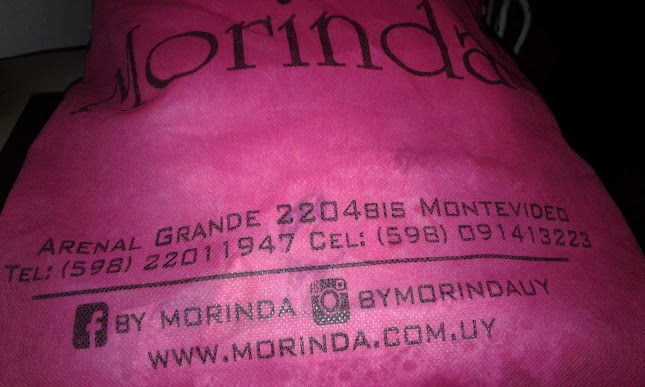 Morinda
Arenal Grande 2204bis Montevideo
Tel: (598) 22011947 Cel: (598) 091413223
f BY MORINDA BYMORINDAUY
WWW.MORINDA.COM.UY